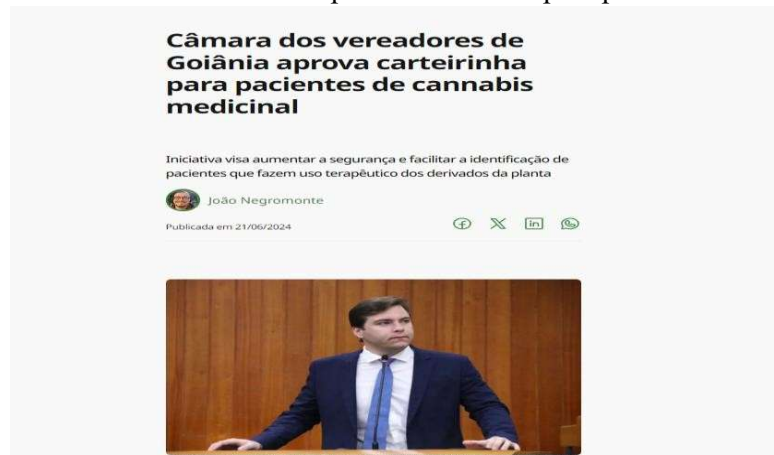 Câmara dos vereadores de
Goiânia aprova carteirinha
para pacientes de cannabis
medicinal
Iniciativa visa aumentar a segurança e facilitar a identificação de
pacientes que fazem uso terapêutico dos derivados da planta
João Negromonte
Publicada em 21/06/2024